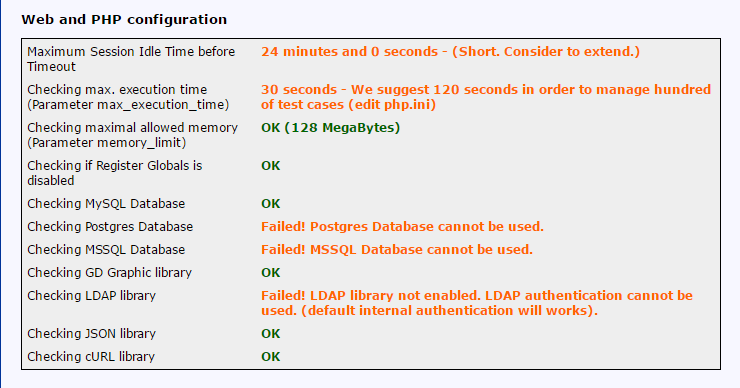 Web and PHP configuration
Maximum Session Idle Time before 24 minutes and 0 seconds - (Short. Consider to extend.)
Timeout
Checking max. execution time 30 seconds - We suggest 120 seconds in order to manage hundred
(Parameter max_execution_time) of test cases (edit php.ini)
Checking maximal allowed memory OK (128 MegaBytes)
(Parameter memory_limit)
Checking if Register Globals is OK
disabled
Checking MySQL Database OK
Checking Postgres Database Failed! Postgres Database cannot be used.
Checking MSSQL Database Failed! MSSQL Database cannot be used.
Checking GD Graphic library OK
Checking LDAP library Failed! LDAP library not enabled. LDAP authentication cannot be
used. (default internal authentication will works).
Checking JSON library OK
Checking cURL library OK